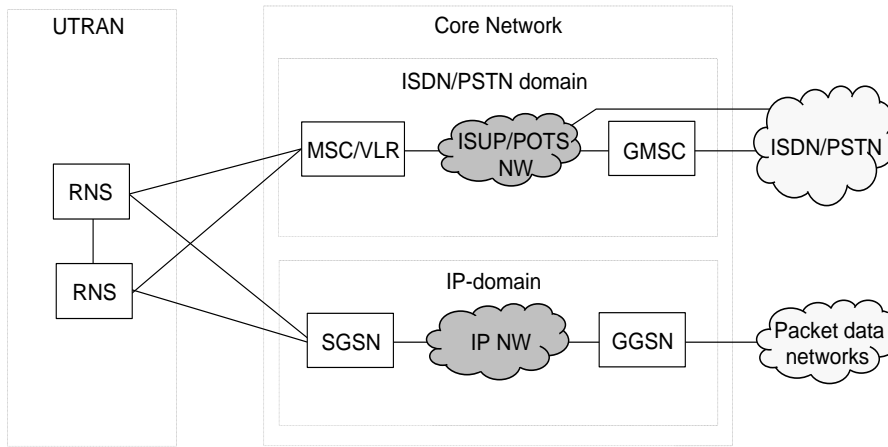 UTRAN
Core Network
ISDN/PSTN domain
MSC/VLR
ISUP/POTS
NW
GMSC
ISDN/PSTN
RNS
RNS
IP-domain
SGSN
IP NW
GGSN
Packet data
networks